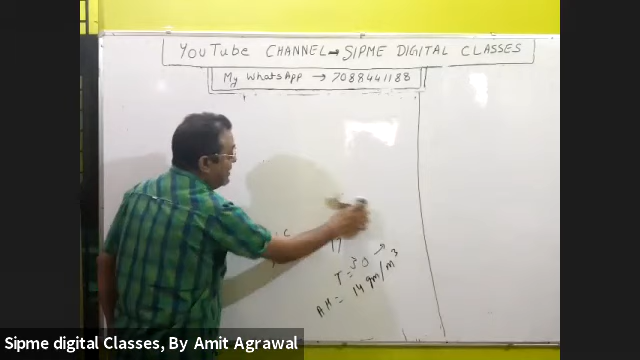 YouTube CHANNEL → SIPME DIGITAL CLASSES
My WhatsApp → 7088441188
C
17
T = 30 →
AH = 14 gm/m³
Sipme digital Classes, By Amit Agrawal